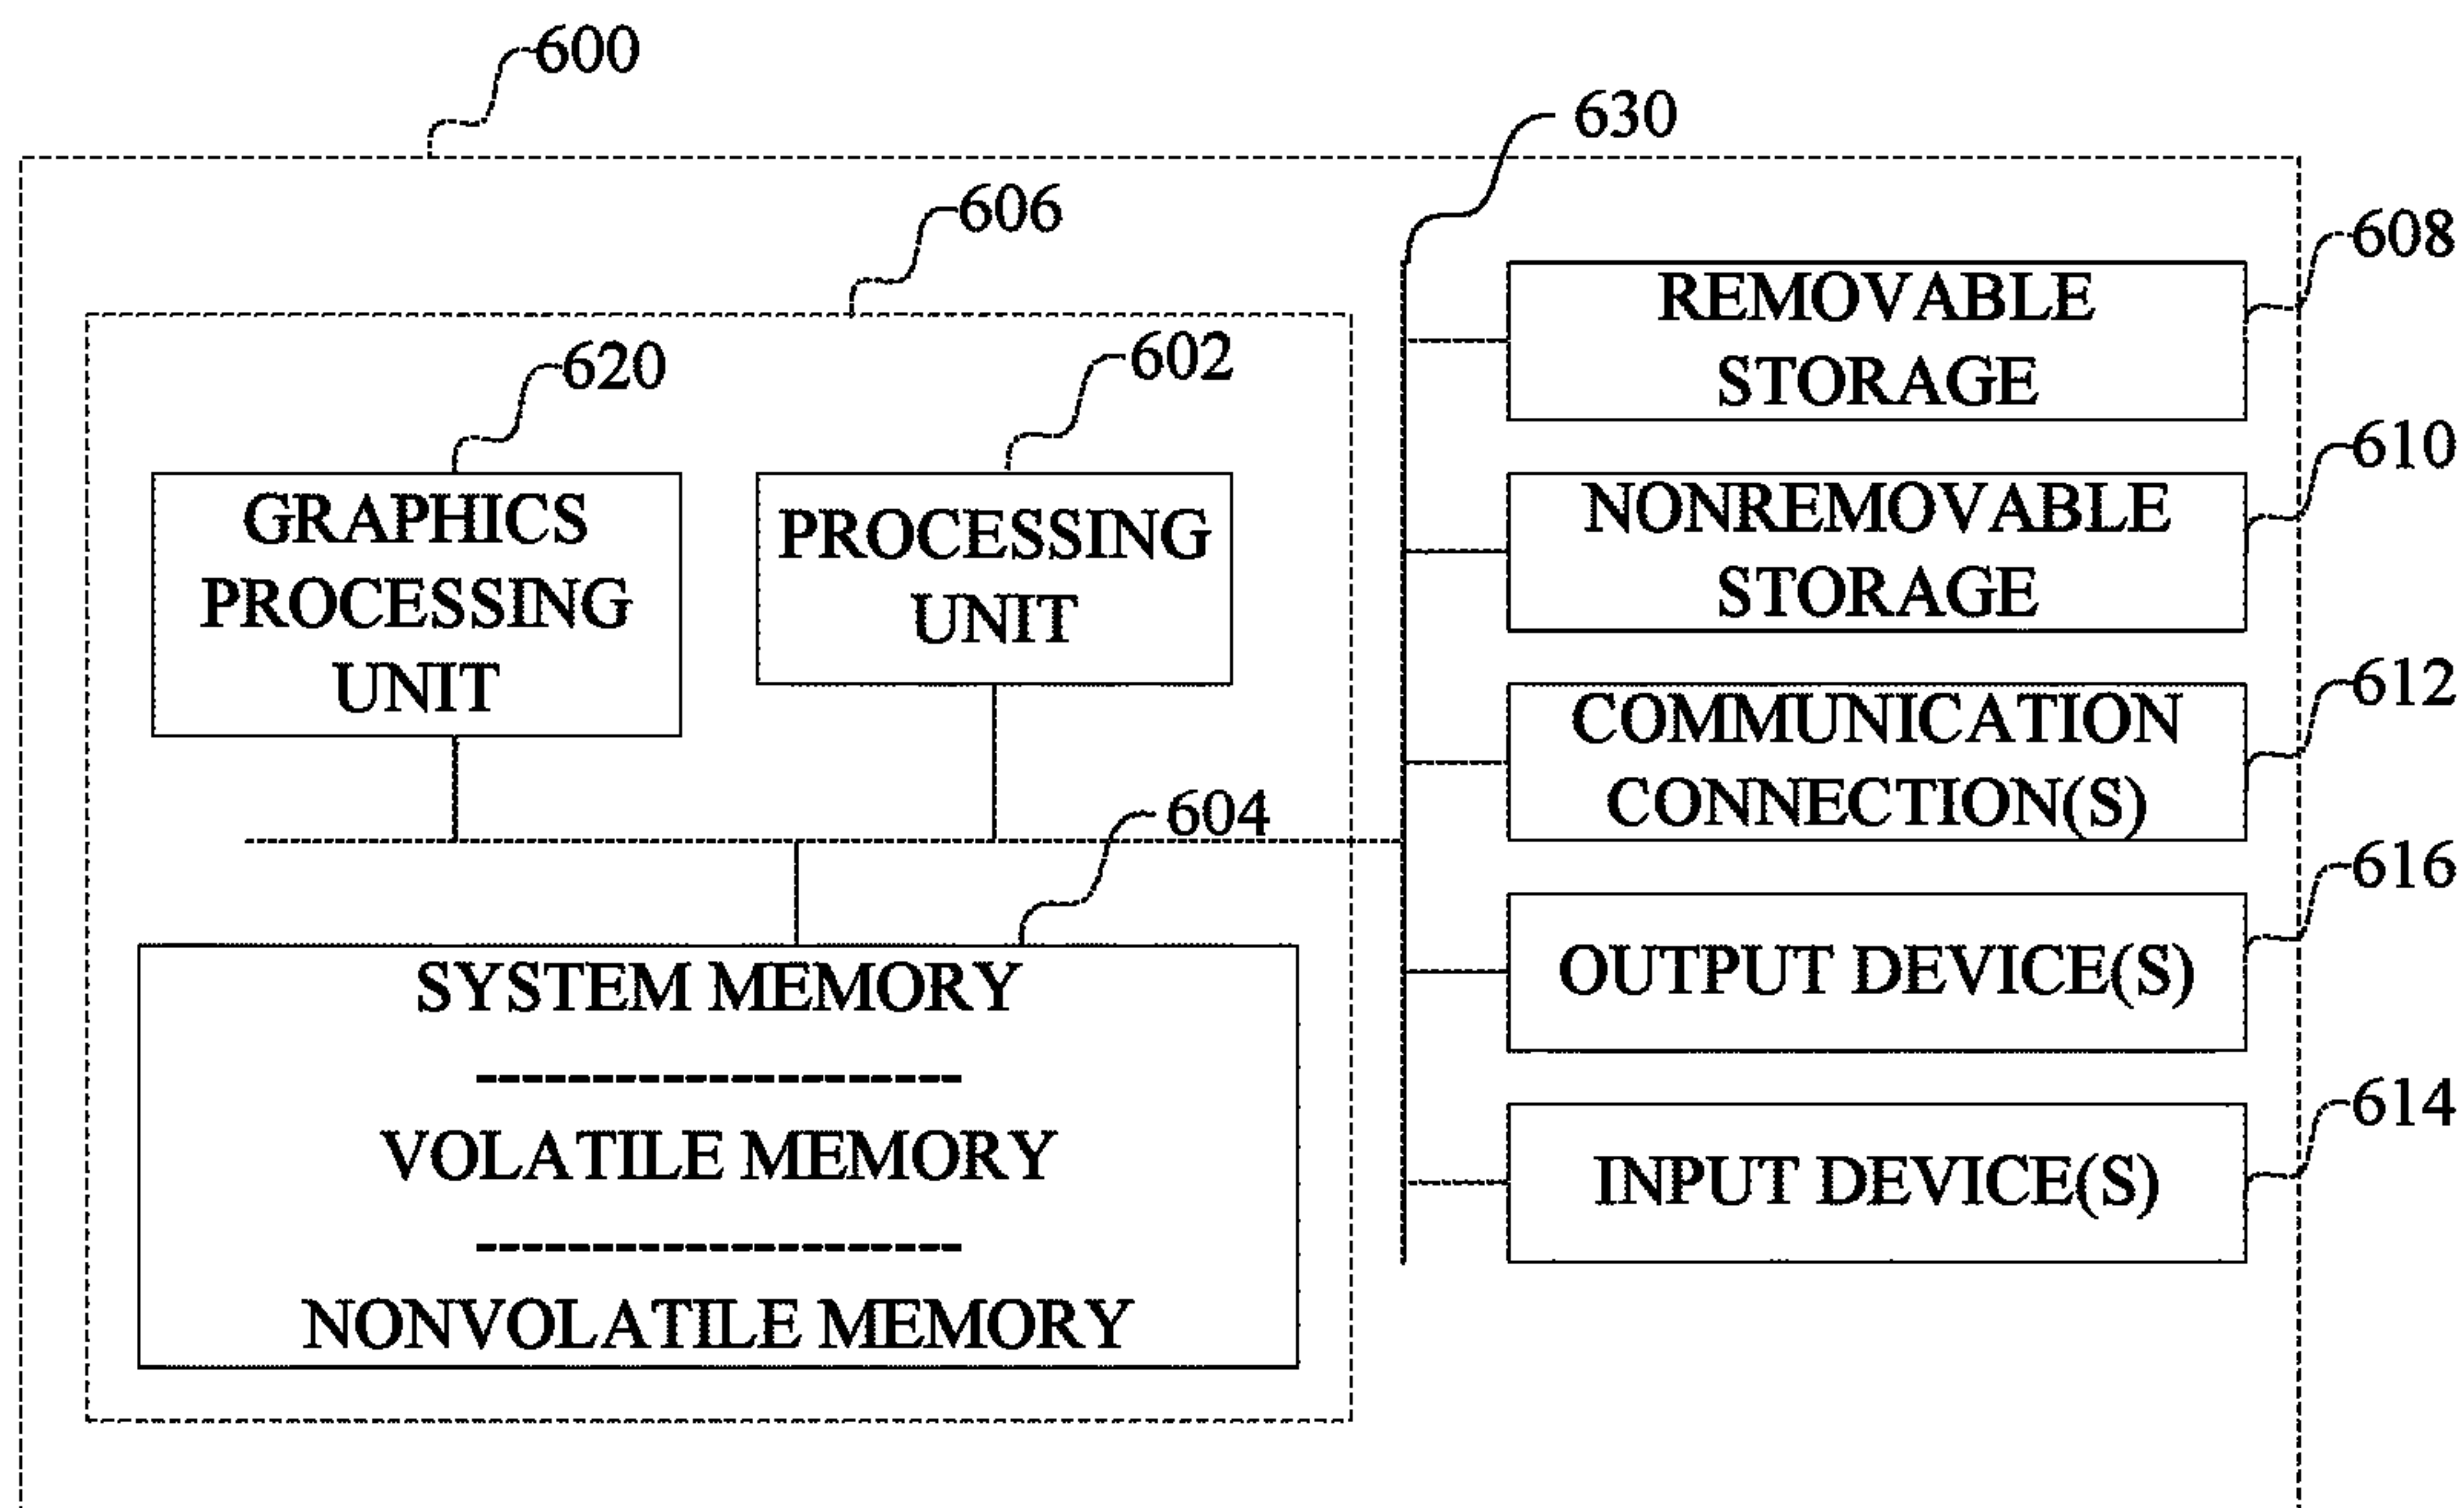 600
630
606
608
REMOVABLE
STORAGE
620
602
610
GRAPHICS
PROCESSING
UNIT
PROCESSING
UNIT
NONREMOVABLE
STORAGE
612
COMMUNICATION
CONNECTION(S)
604
616
SYSTEM MEMORY
---------------------
VOLATILE MEMORY
---------------------
NONVOLATILE MEMORY
OUTPUT DEVICE(S)
614
INPUT DEVICE(S)